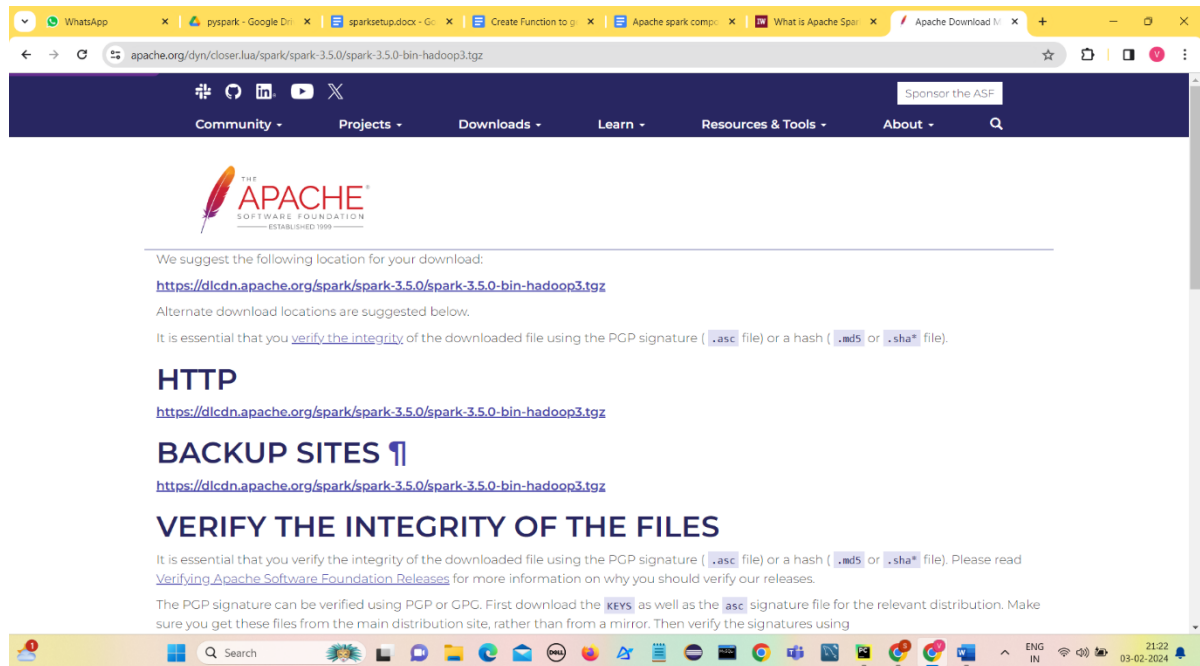 WhatsApp
pyspark - Google Dri
sparksetup.docx - Go
Create Function to g
Apache spark compo
What is Apache Spar
Apache Download M
apache.org/dyn/closer.lua/spark/spark-3.5.0/spark-3.5.0-bin-hadoop3.tgz
V
Sponsor the ASF
Community
Projects
Downloads
Learn
Resources & Tools
About
THE
APACHE®
SOFTWARE FOUNDATION
ESTABLISHED 1999
We suggest the following location for your download:
https://dlcdn.apache.org/spark/spark-3.5.0/spark-3.5.0-bin-hadoop3.tgz
Alternate download locations are suggested below.
It is essential that you verify the integrity of the downloaded file using the PGP signature ( .asc file) or a hash ( .md5 or .sha* file).
HTTP
https://dlcdn.apache.org/spark/spark-3.5.0/spark-3.5.0-bin-hadoop3.tgz
BACKUP SITES ¶
https://dlcdn.apache.org/spark/spark-3.5.0/spark-3.5.0-bin-hadoop3.tgz
VERIFY THE INTEGRITY OF THE FILES
It is essential that you verify the integrity of the downloaded file using the PGP signature ( .asc file) or a hash ( .md5 or .sha* file). Please read
Verifying Apache Software Foundation Releases for more information on why you should verify our releases.
The PGP signature can be verified using PGP or GPG. First download the KEYS as well as the asc signature file for the relevant distribution. Make
sure you get these files from the main distribution site, rather than from a mirror. Then verify the signatures using
1
Search
DELL
ENG
IN
21:22
03-02-2024